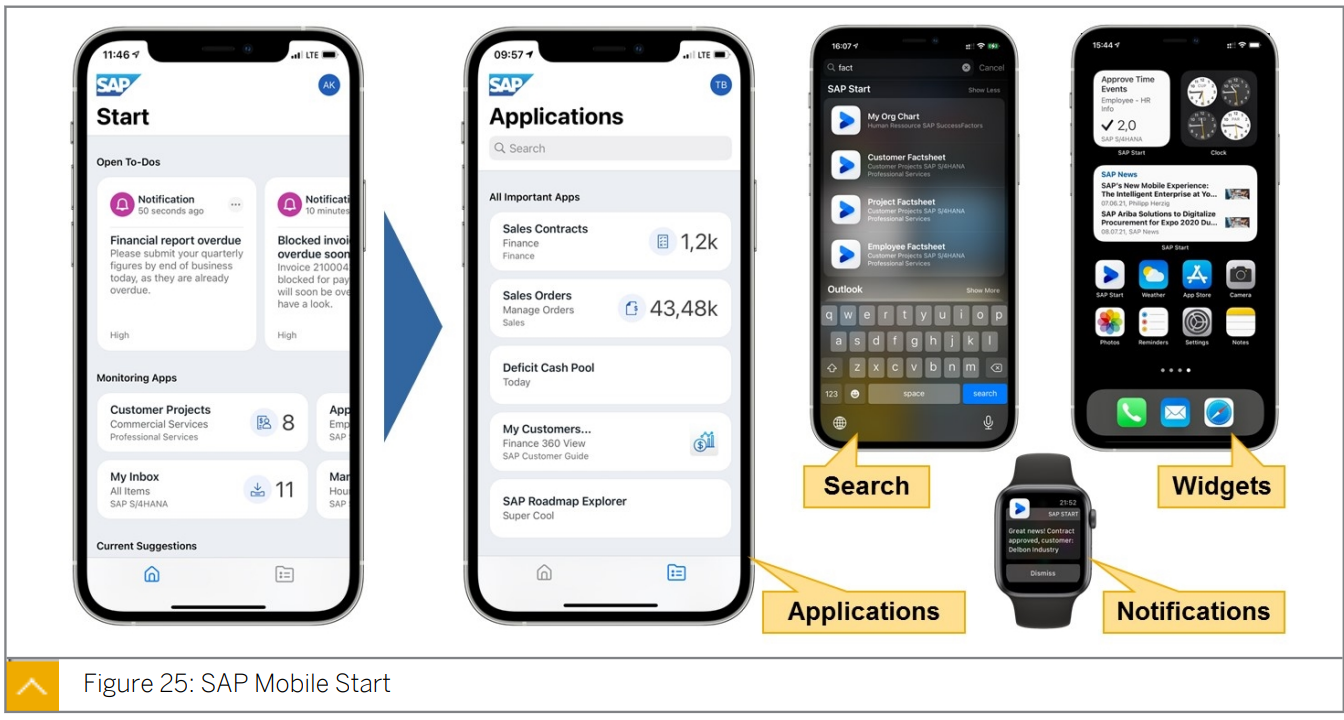 11:46
LTE
SAP
AK
Start
Open To-Dos
Notification
50 seconds ago
Financial report overdue
Please submit your quarterly
figures by end of business
today, as they are already
overdue.
High
Notificati
10 minutes
Blocked invoi
overdue soon
Invoice 210004
blocked for pay
will soon be ove
have a look.
High
Monitoring Apps
Customer Projects
Commercial Services
Professional Services
8
App
Emp
SAP
My Inbox
All Items
SAP S/4HANA
11
Mar
Hou
SAP
Current Suggestions
09:57
LTE
SAP
TB
Applications
Search
All Important Apps
Sales Contracts
Finance
Finance
1,2k
Sales Orders
Manage Orders
Sales
43,48k
Deficit Cash Pool
Today
My Customers...
Finance 360 View
SAP Customer Guide
SAP Roadmap Explorer
Super Cool
Applications
16:07
fact
Cancel
SAP Start
Show Less
My Org Chart
Human Ressource SAP SuccessFactors
Customer Factsheet
Customer Projects SAP S/4HANA
Professional Services
Project Factsheet
Customer Projects SAP S/4HANA
Professional Services
Employee Factsheet
Customer Projects SAP S/4HANA
Professional Services
Outlook
Show More
q w e r t y u i o p
a s d f g h j k l
z x c v b n m
123
space
search
Search
15:44
Approve Time
Events
Employee - HR
Info
2,0
SAP S/4HANA
SAP Start
Clock
SAP News
SAP's New Mobile Experience:
The Intelligent Enterprise at Yo...
07.06.21, Philipp Herzig
SAP Ariba Solutions to Digitalize
Procurement for Expo 2020 Du...
08.07.21, SAP News
SAP Start
SAP Start
Weather
App Store
Camera
Photos
Reminders
Settings
Notes
Widgets
21:52
SAP START
Great news! Contract
approved, customer:
Delbon Industry
Dismiss
Notifications
Figure 25: SAP Mobile Start